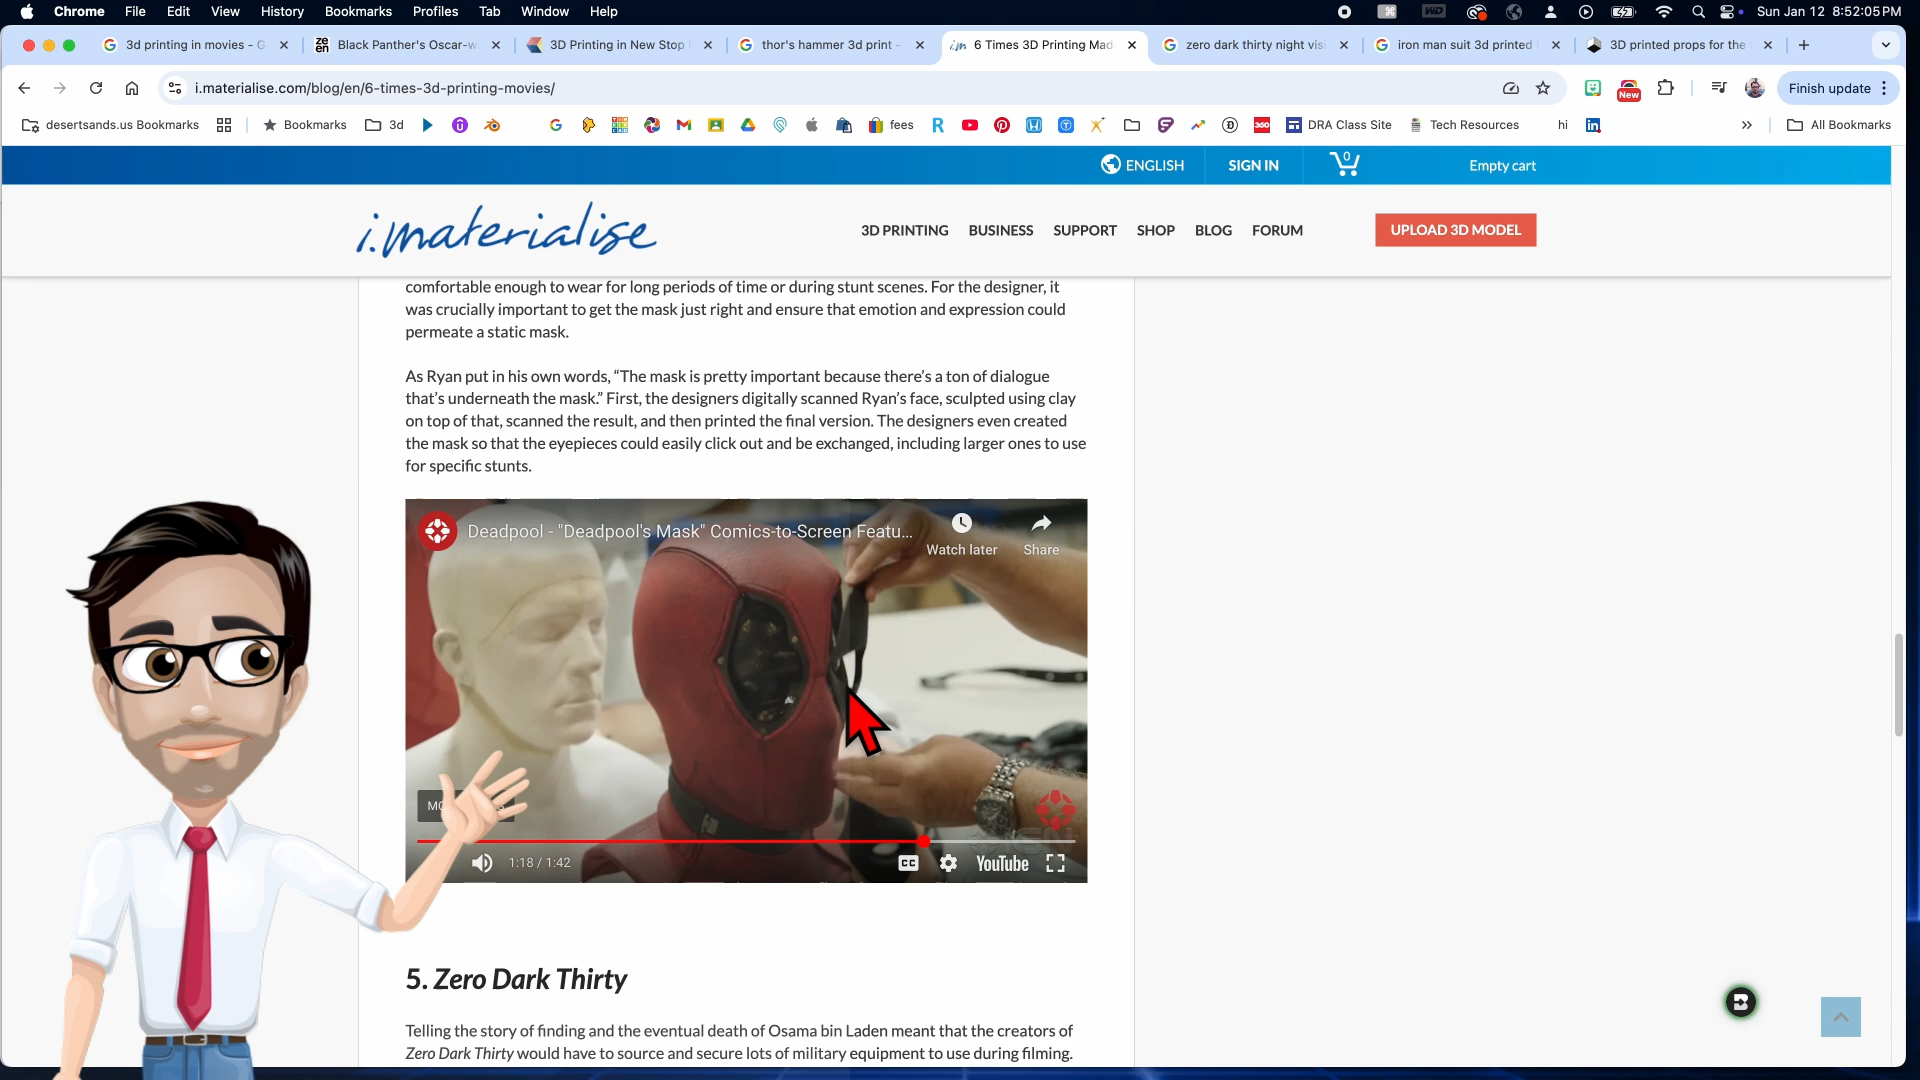 Chrome File Edit View History Bookmarks Profiles Tab Window Help
Sun Jan 12 8:52:05 PM
3d printing in movies - G
Black Panther's Oscar-w
3D Printing in New Stop
thor's hammer 3d print -
6 Times 3D Printing Mad
zero dark thirty night vis
iron man suit 3d printed
3D printed props for the
i.materialise.com/blog/en/6-times-3d-printing-movies/
New
Finish update
desertsands.us Bookmarks
Bookmarks
3d
fees
DRA Class Site
Tech Resources
hi
All Bookmarks
ENGLISH SIGN IN 0 Empty cart
i.materialise
3D PRINTING BUSINESS SUPPORT SHOP BLOG FORUM UPLOAD 3D MODEL
comfortable enough to wear for long periods of time or during stunt scenes. For the designer, it
was crucially important to get the mask just right and ensure that emotion and expression could
permeate a static mask.
As Ryan put in his own words, “The mask is pretty important because there’s a ton of dialogue
that’s underneath the mask.” First, the designers digitally scanned Ryan’s face, sculpted using clay
on top of that, scanned the result, and then printed the final version. The designers even created
the mask so that the eyepieces could easily click out and be exchanged, including larger ones to use
for specific stunts.
Deadpool - "Deadpool's Mask" Comics-to-Screen Featu...
Watch later Share
1:18 / 1:42
CC
YouTube
5. Zero Dark Thirty
Telling the story of finding and the eventual death of Osama bin Laden meant that the creators of
Zero Dark Thirty would have to source and secure lots of military equipment to use during filming.